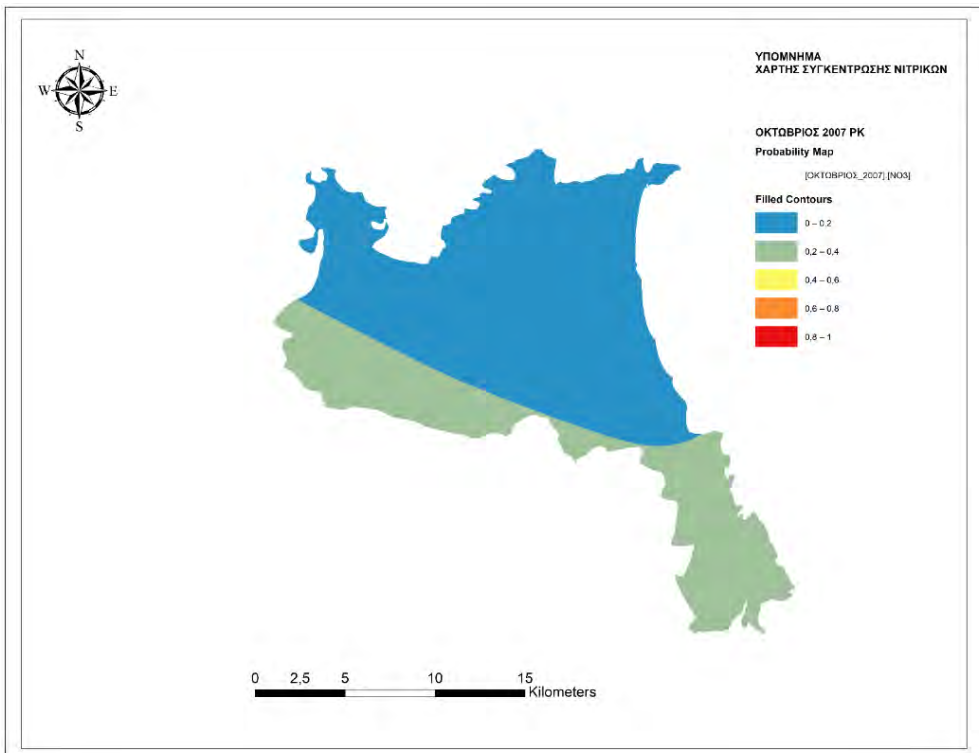 N
W
E
S
ΥΠΟΜΝΗΜΑ
ΧΑΡΤΗΣ ΣΥΓΚΕΝΤΡΩΣΗΣ ΝΙΤΡΙΚΩΝ
ΟΚΤΩΒΡΙΟΣ 2007 PK
Probability Map
[ΟΚΤΩΒΡΙΟΣ_2007].[NO3]
Filled Contours
0 – 0,2
0,2 – 0,4
0,4 – 0,6
0,6 – 0,8
0,8 – 1
0 2,5 5 10 15
Kilometers